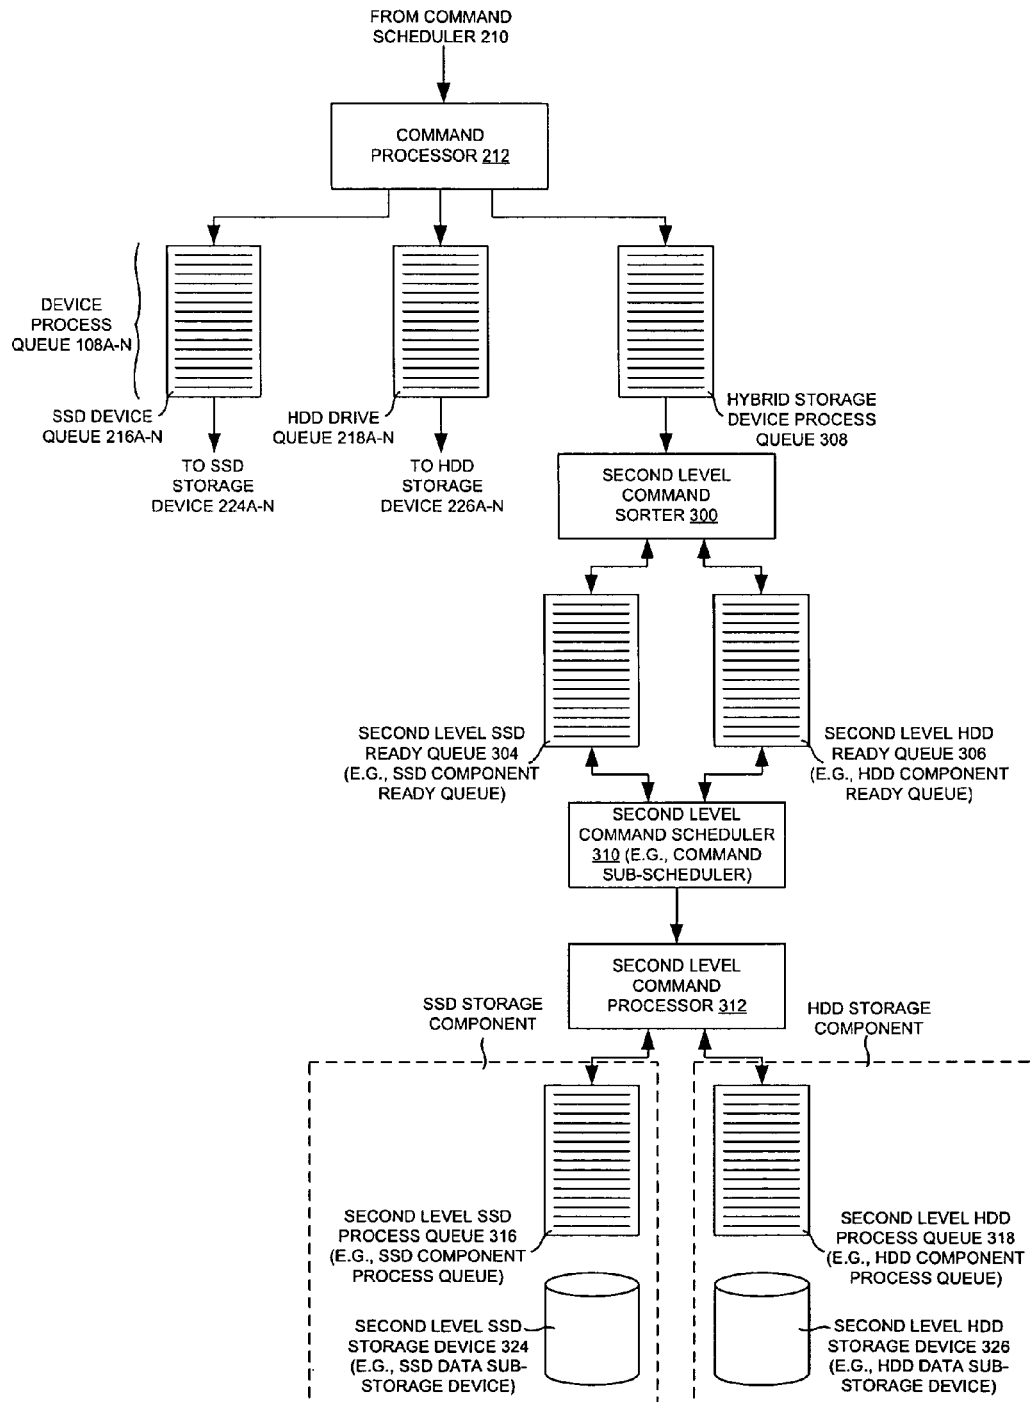 FROM COMMAND
SCHEDULER 210
COMMAND
PROCESSOR 212
DEVICE
PROCESS
QUEUE 108A-N
SSD DEVICE
QUEUE 216A-N
HDD DRIVE
QUEUE 218A-N
HYBRID STORAGE
DEVICE PROCESS
QUEUE 308
TO SSD
STORAGE
DEVICE 224A-N
TO HDD
STORAGE
DEVICE 226A-N
SECOND LEVEL
COMMAND
SORTER 300
SECOND LEVEL SSD
READY QUEUE 304
(E.G., SSD COMPONENT
READY QUEUE)
SECOND LEVEL HDD
READY QUEUE 306
(E.G., HDD COMPONENT
READY QUEUE)
SECOND LEVEL
COMMAND SCHEDULER
310 (E.G., COMMAND
SUB-SCHEDULER)
SECOND LEVEL
COMMAND
PROCESSOR 312
SSD STORAGE
COMPONENT
HDD STORAGE
COMPONENT
SECOND LEVEL SSD
PROCESS QUEUE 316
(E.G., SSD COMPONENT
PROCESS QUEUE)
SECOND LEVEL HDD
PROCESS QUEUE 318
(E.G., HDD COMPONENT
PROCESS QUEUE)
SECOND LEVEL SSD
STORAGE DEVICE 324
(E.G., SSD DATA SUB-
STORAGE DEVICE)
SECOND LEVEL HDD
STORAGE DEVICE 326
(E.G., HDD DATA SUB-
STORAGE DEVICE)